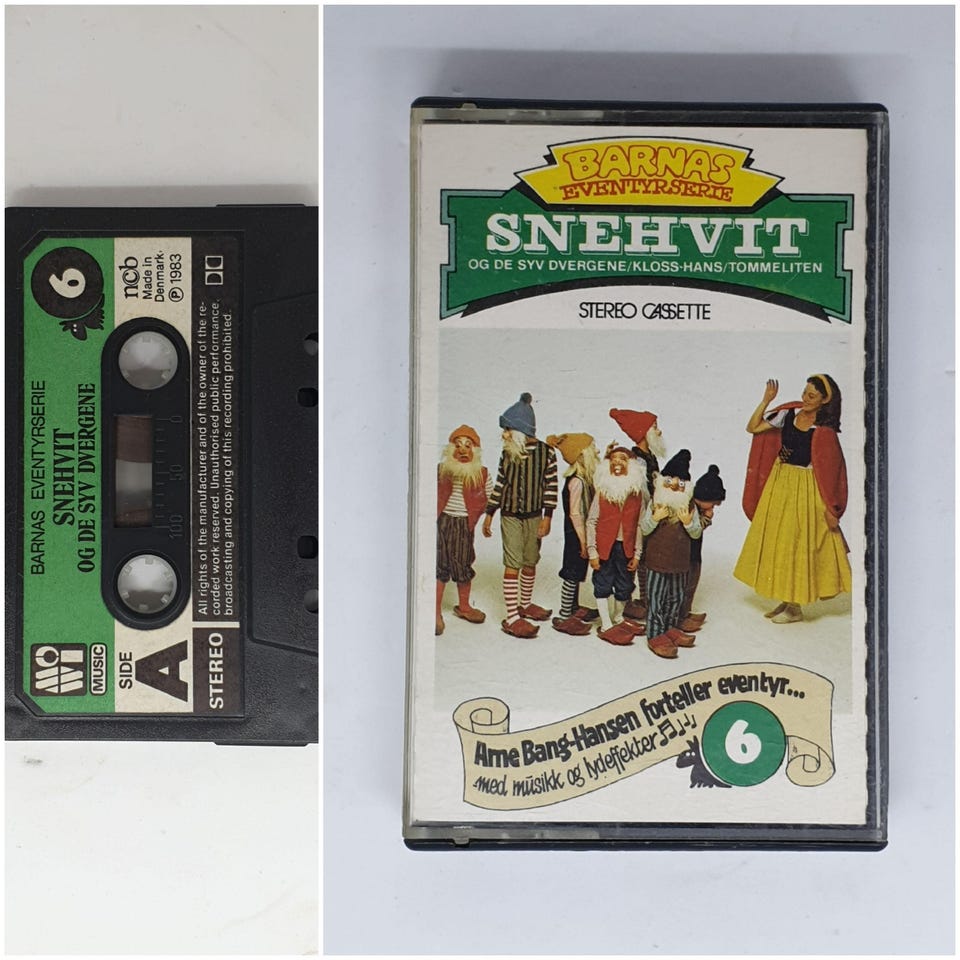 BARNAS EVENTYRSERIE
SNEHVIT
OG DE SYV DVERGENE
6
ncb
Made in
Denmark.
℗ 1983
100 50 0
MUSIC
SIDE
A
STEREO
All rights of the manufacturer and of the owner of the re-
corded work reserved. Unauthorised public performance,
broadcasting and copying of this recording prohibited.
BARNAS
EVENTYRSERIE
SNEHVIT
OG DE SYV DVERGENE/KLOSS-HANS/TOMMELITEN
STEREO CASSETTE
Arne Bang-Hansen forteller eventyr...
med musikk og lydeffekter
6